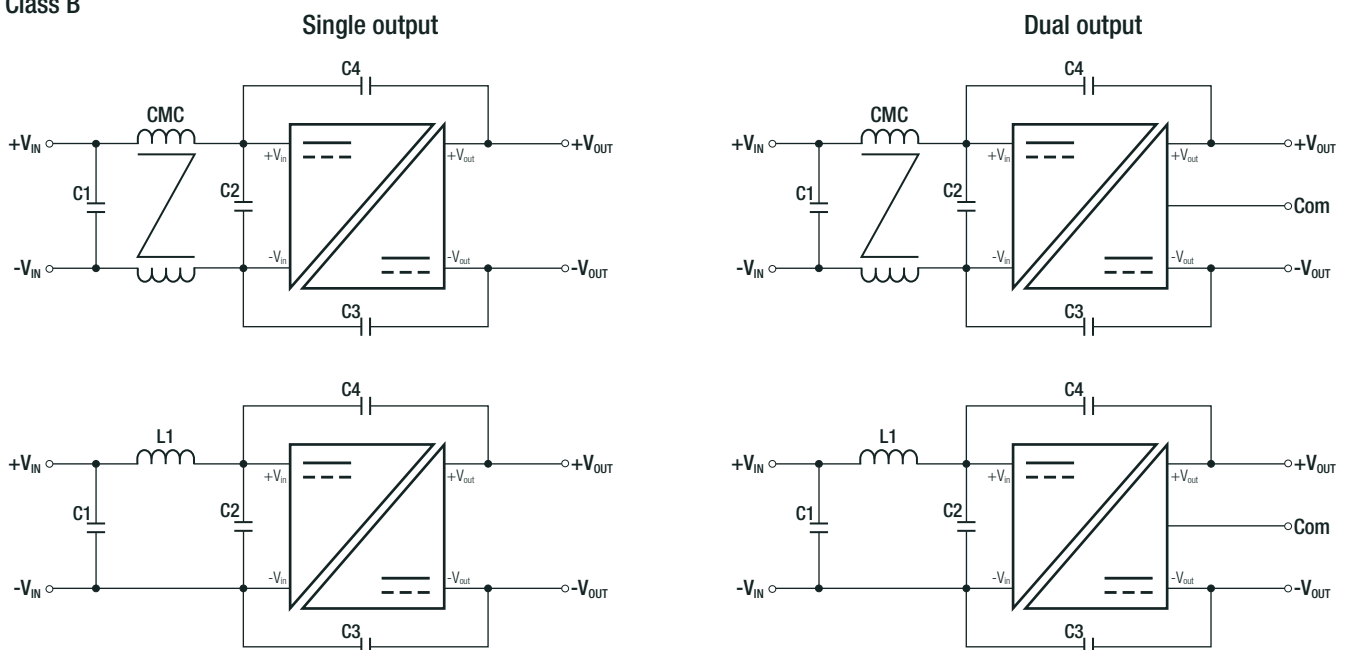 Class B
Single output
Dual output
C4
CMC
+VIN
+Vin
+Vout
+VOUT
C1
C2
-VIN
-Vin
-Vout
-VOUT
C3
C4
CMC
+VIN
+Vin
+Vout
+VOUT
C1
C2
Com
-VIN
-Vin
-Vout
-VOUT
C3
C4
L1
+VIN
+Vin
+Vout
+VOUT
C1
C2
-VIN
-Vin
-Vout
-VOUT
C3
C4
L1
+VIN
+Vin
+Vout
+VOUT
C1
C2
Com
-VIN
-Vin
-Vout
-VOUT
C3